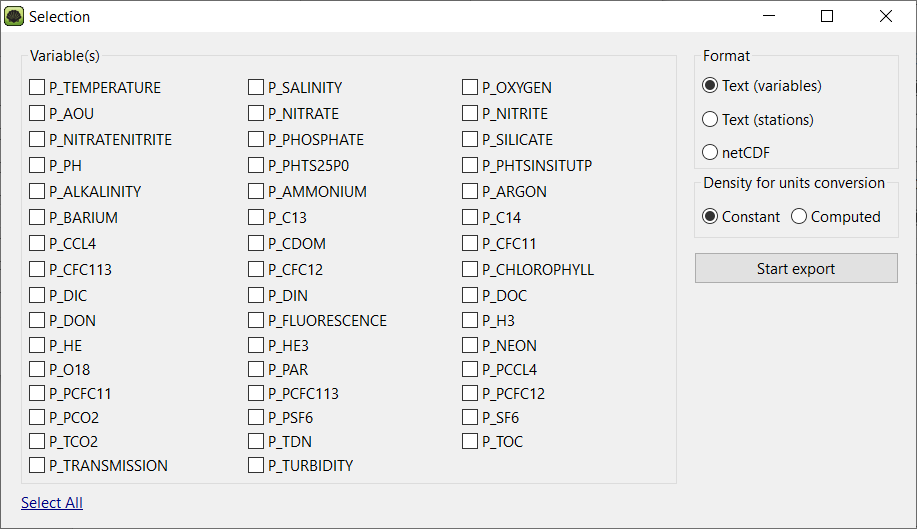 Selection
Variable(s)
P_TEMPERATURE P_SALINITY P_OXYGEN
P_AOU P_NITRATE P_NITRITE
P_NITRATENITRITE P_PHOSPHATE P_SILICATE
P_PH P_PHTS25P0 P_PHTSINSITUTP
P_ALKALINITY P_AMMONIUM P_ARGON
P_BARIUM P_C13 P_C14
P_CCL4 P_CDOM P_CFC11
P_CFC113 P_CFC12 P_CHLOROPHYLL
P_DIC P_DIN P_DOC
P_DON P_FLUORESCENCE P_H3
P_HE P_HE3 P_NEON
P_O18 P_PAR P_PCCL4
P_PCFC11 P_PCFC113 P_PCFC12
P_PCO2 P_PSF6 P_SF6
P_TCO2 P_TDN P_TOC
P_TRANSMISSION P_TURBIDITY
Select All
Format
Text (variables)
Text (stations)
netCDF
Density for units conversion
Constant Computed
Start export